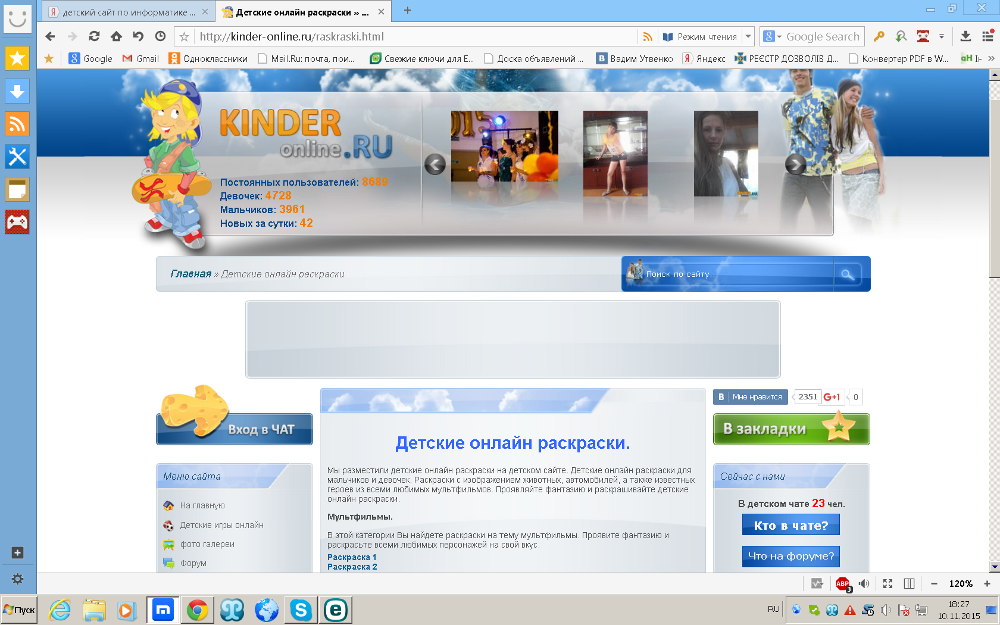 детский сайт по информатике ...
Детские онлайн раскраски » ...
http://kinder-online.ru/raskraski.html
Режим чтения
Google Search
Google
Gmail
Одноклассники
Mail.Ru: почта, пои...
Свежие ключи для E...
Доска объявлений ...
Вадим Утвенко
Яндекс
РЕЄСТР ДОЗВОЛІВ Д...
Конвертер PDF в W...
Ін
KINDER
online.RU
Постоянных пользователей: 8689
Девочек: 4728
Мальчиков: 3961
Новых за сутки: 42
Главная » Детские онлайн раскраски
Поиск по сайту...
Вход в ЧАТ
Мне нравится
2351
G+1
0
В закладки
Детские онлайн раскраски.
Мы разместили детские онлайн раскраски на детском сайте. Детские онлайн раскраски для
мальчиков и девочек. Раскраски с изображением животных, автомобилей, а также известных
героев из всеми любимых мультфильмов. Проявляйте фантазию и раскрашивайте детские
онлайн раскраски.
Мультфильмы.
В этой категории Вы найдете раскраски на тему мультфильмы. Проявите фантазию и
раскрасьте всеми любимых персонажей на свой вкус.
Раскраска 1
Раскраска 2
Меню сайта
На главную
Детские игры онлайн
фото галереи
Форум
Сейчас с нами
В детском чате 23 чел.
Кто в чате?
Что на форуме?
ABP
3
120%
Пуск
RU
18:27
10.11.2015